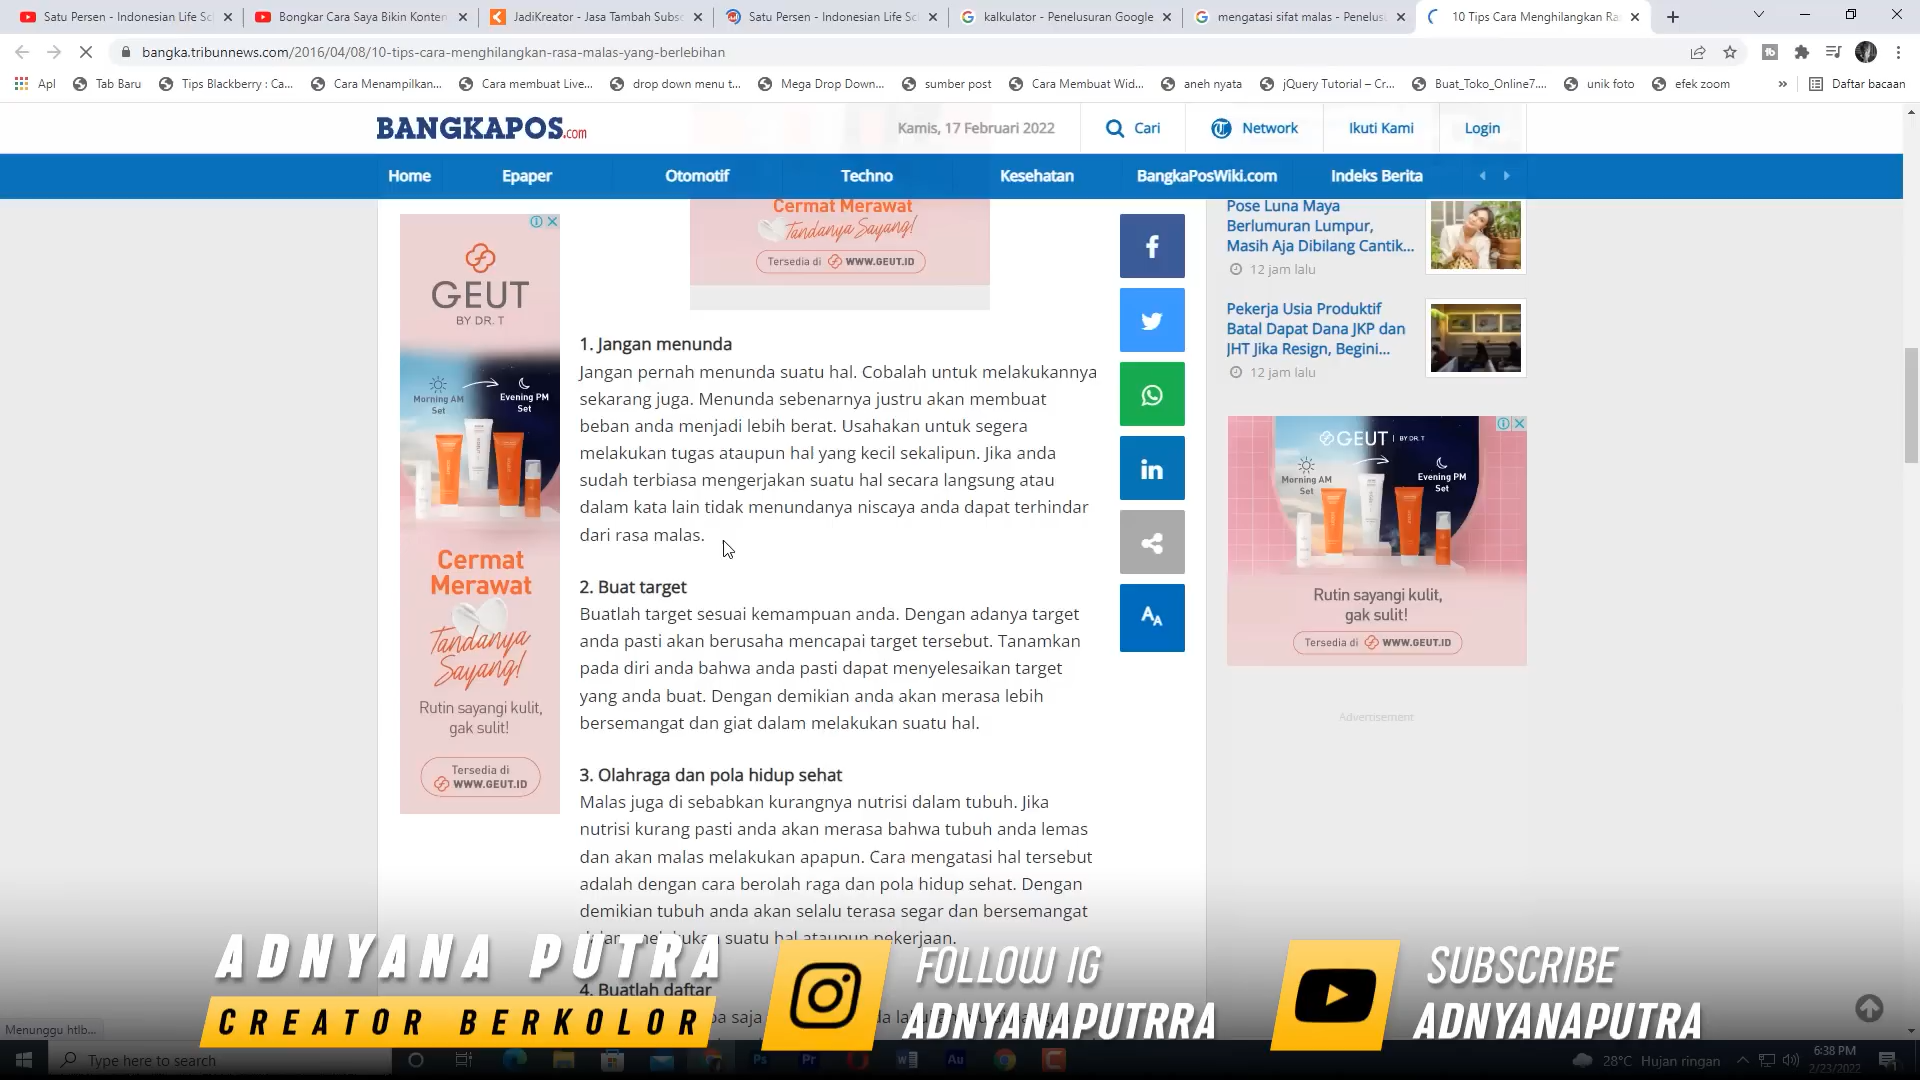 Satu Persen - Indonesian Life Sc
Bongkar Cara Saya Bikin Konten
JadiKreator - Jasa Tambah Subsc
Satu Persen - Indonesian Life Sc
kalkulator - Penelusuran Google
mengatasi sifat malas - Penelus
10 Tips Cara Menghilangkan Ra
bangka.tribunnews.com/2016/04/08/10-tips-cara-menghilangkan-rasa-malas-yang-berlebihan
Apl
Tab Baru
Tips Blackberry : Ca...
Cara Menampilkan...
Cara membuat Live...
drop down menu t...
Mega Drop Down...
sumber post
Cara Membuat Wid...
aneh nyata
jQuery Tutorial – Cr...
Buat_Toko_Online7....
unik foto
efek zoom
»
Daftar bacaan
BANGKAPOS.com
Kamis, 17 Februari 2022
Cari
Network
Ikuti Kami
Login
Home
Epaper
Otomotif
Techno
Kesehatan
BangkaPosWiki.com
Indeks Berita
GEUT
BY DR. T
Morning AM
Set
Evening PM
Set
Cermat
Merawat
Tandanya
Sayang!
Rutin sayangi kulit,
gak sulit!
Tersedia di
WWW.GEUT.ID
Cermat Merawat
Tandanya Sayang!
Tersedia di WWW.GEUT.ID
1. Jangan menunda
Jangan pernah menunda suatu hal. Cobalah untuk melakukannya
sekarang juga. Menunda sebenarnya justru akan membuat
beban anda menjadi lebih berat. Usahakan untuk segera
melakukan tugas ataupun hal yang kecil sekalipun. Jika anda
sudah terbiasa mengerjakan suatu hal secara langsung atau
dalam kata lain tidak menundanya niscaya anda dapat terhindar
dari rasa malas.
2. Buat target
Buatlah target sesuai kemampuan anda. Dengan adanya target
anda pasti akan berusaha mencapai target tersebut. Tanamkan
pada diri anda bahwa anda pasti dapat menyelesaikan target
yang anda buat. Dengan demikian anda akan merasa lebih
bersemangat dan giat dalam melakukan suatu hal.
3. Olahraga dan pola hidup sehat
Malas juga di sebabkan kurangnya nutrisi dalam tubuh. Jika
nutrisi kurang pasti anda akan merasa bahwa tubuh anda lemas
dan akan malas melakukan apapun. Cara mengatasi hal tersebut
adalah dengan cara berolah raga dan pola hidup sehat. Dengan
demikian tubuh anda akan selalu terasa segar dan bersemangat
suatu hal ataupun pekerjaan.
4. Buatlah daftar
saja
Pose Luna Maya
Berlumuran Lumpur,
Masih Aja Dibilang Cantik...
12 jam lalu
Pekerja Usia Produktif
Batal Dapat Dana JKP dan
JHT Jika Resign, Begini...
12 jam lalu
GEUT BY DR. T
Morning AM
Set
Evening PM
Set
Rutin sayangi kulit,
gak sulit!
Tersedia di WWW.GEUT.ID
Advertisement
ADNYANA PUTRA
CREATOR BERKOLOR
FOLLOW IG
ADNYANAPUTRRA
SUBSCRIBE
ADNYANAPUTRA
Menunggu htlb...
Type here to search
28°C Hujan ringan
6:38 PM
2/23/2022